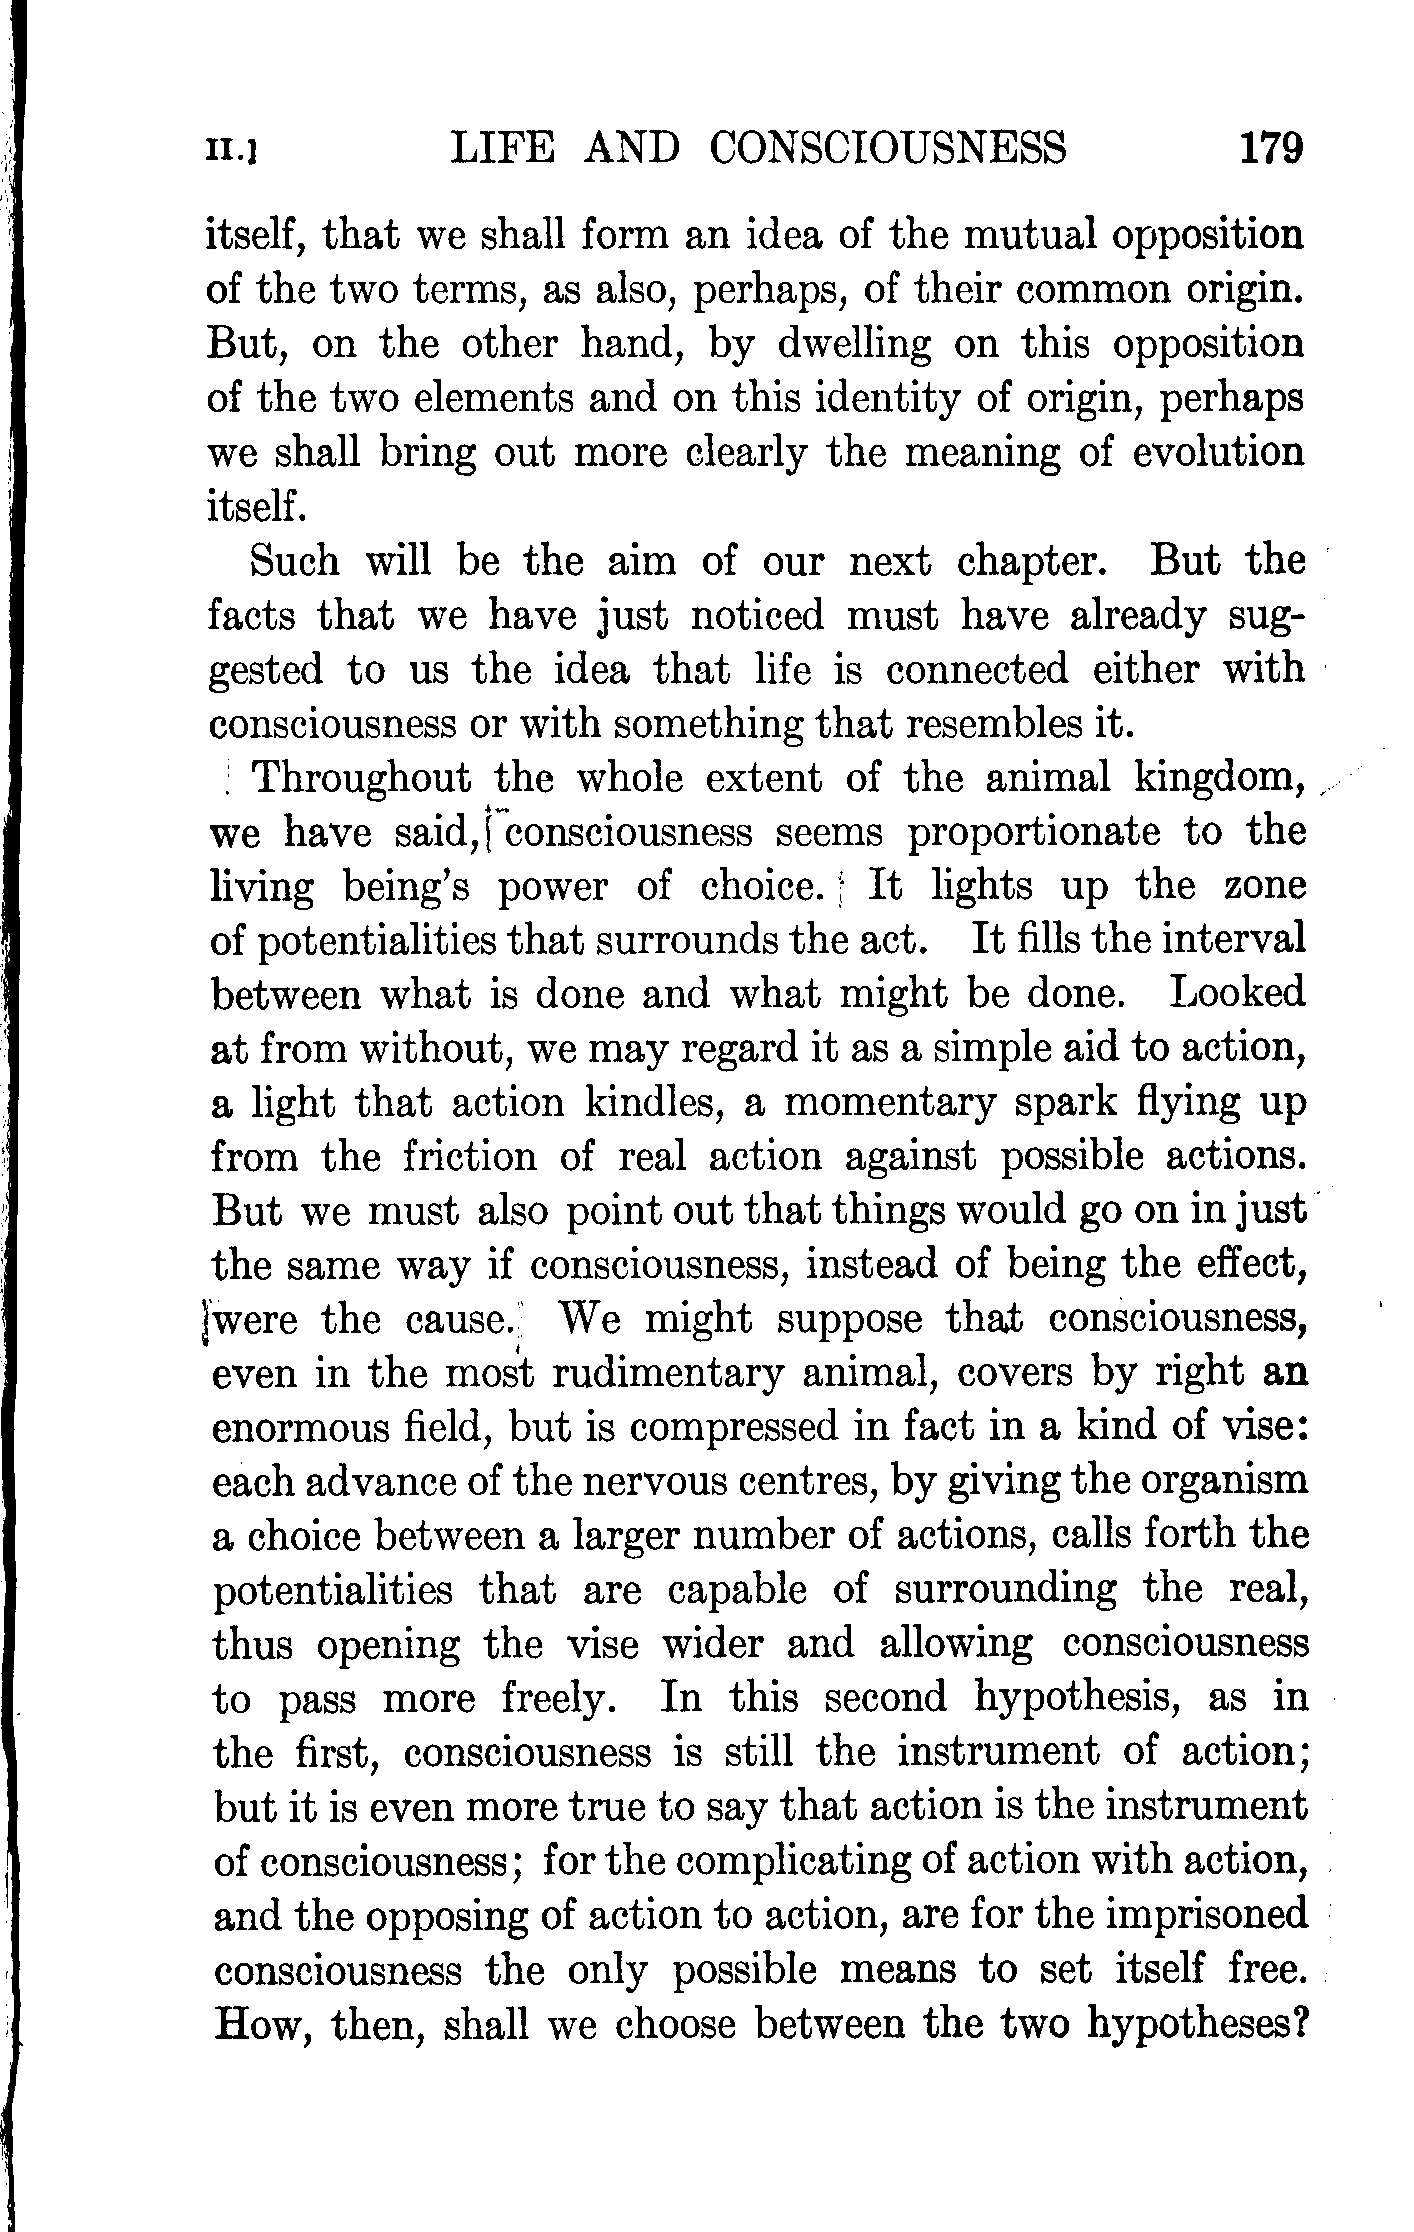 II.] LIFE AND CONSCIOUSNESS 179
itself, that we shall form an idea of the mutual opposition
of the two terms, as also, perhaps, of their common origin.
But, on the other hand, by dwelling on this opposition
of the two elements and on this identity of origin, perhaps
we shall bring out more clearly the meaning of evolution
itself.
Such will be the aim of our next chapter. But the
facts that we have just noticed must have already sug-
gested to us the idea that life is connected either with
consciousness or with something that resembles it.
Throughout the whole extent of the animal kingdom,
we have said, consciousness seems proportionate to the
living being's power of choice. It lights up the zone
of potentialities that surrounds the act. It fills the interval
between what is done and what might be done. Looked
at from without, we may regard it as a simple aid to action,
a light that action kindles, a momentary spark flying up
from the friction of real action against possible actions.
But we must also point out that things would go on in just
the same way if consciousness, instead of being the effect,
were the cause. We might suppose that consciousness,
even in the most rudimentary animal, covers by right an
enormous field, but is compressed in fact in a kind of vise:
each advance of the nervous centres, by giving the organism
a choice between a larger number of actions, calls forth the
potentialities that are capable of surrounding the real,
thus opening the vise wider and allowing consciousness
to pass more freely. In this second hypothesis, as in
the first, consciousness is still the instrument of action;
but it is even more true to say that action is the instrument
of consciousness; for the complicating of action with action,
and the opposing of action to action, are for the imprisoned
consciousness the only possible means to set itself free.
How, then, shall we choose between the two hypotheses?